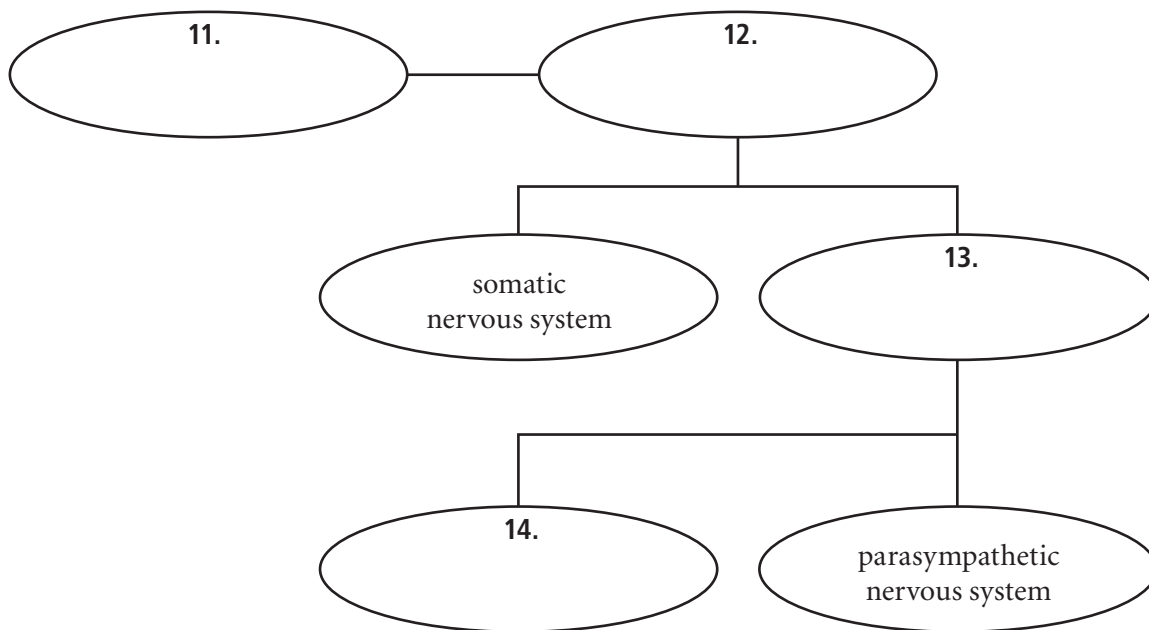 11.
12.
somatic
nervous system
13.
14.
parasympathetic
nervous system